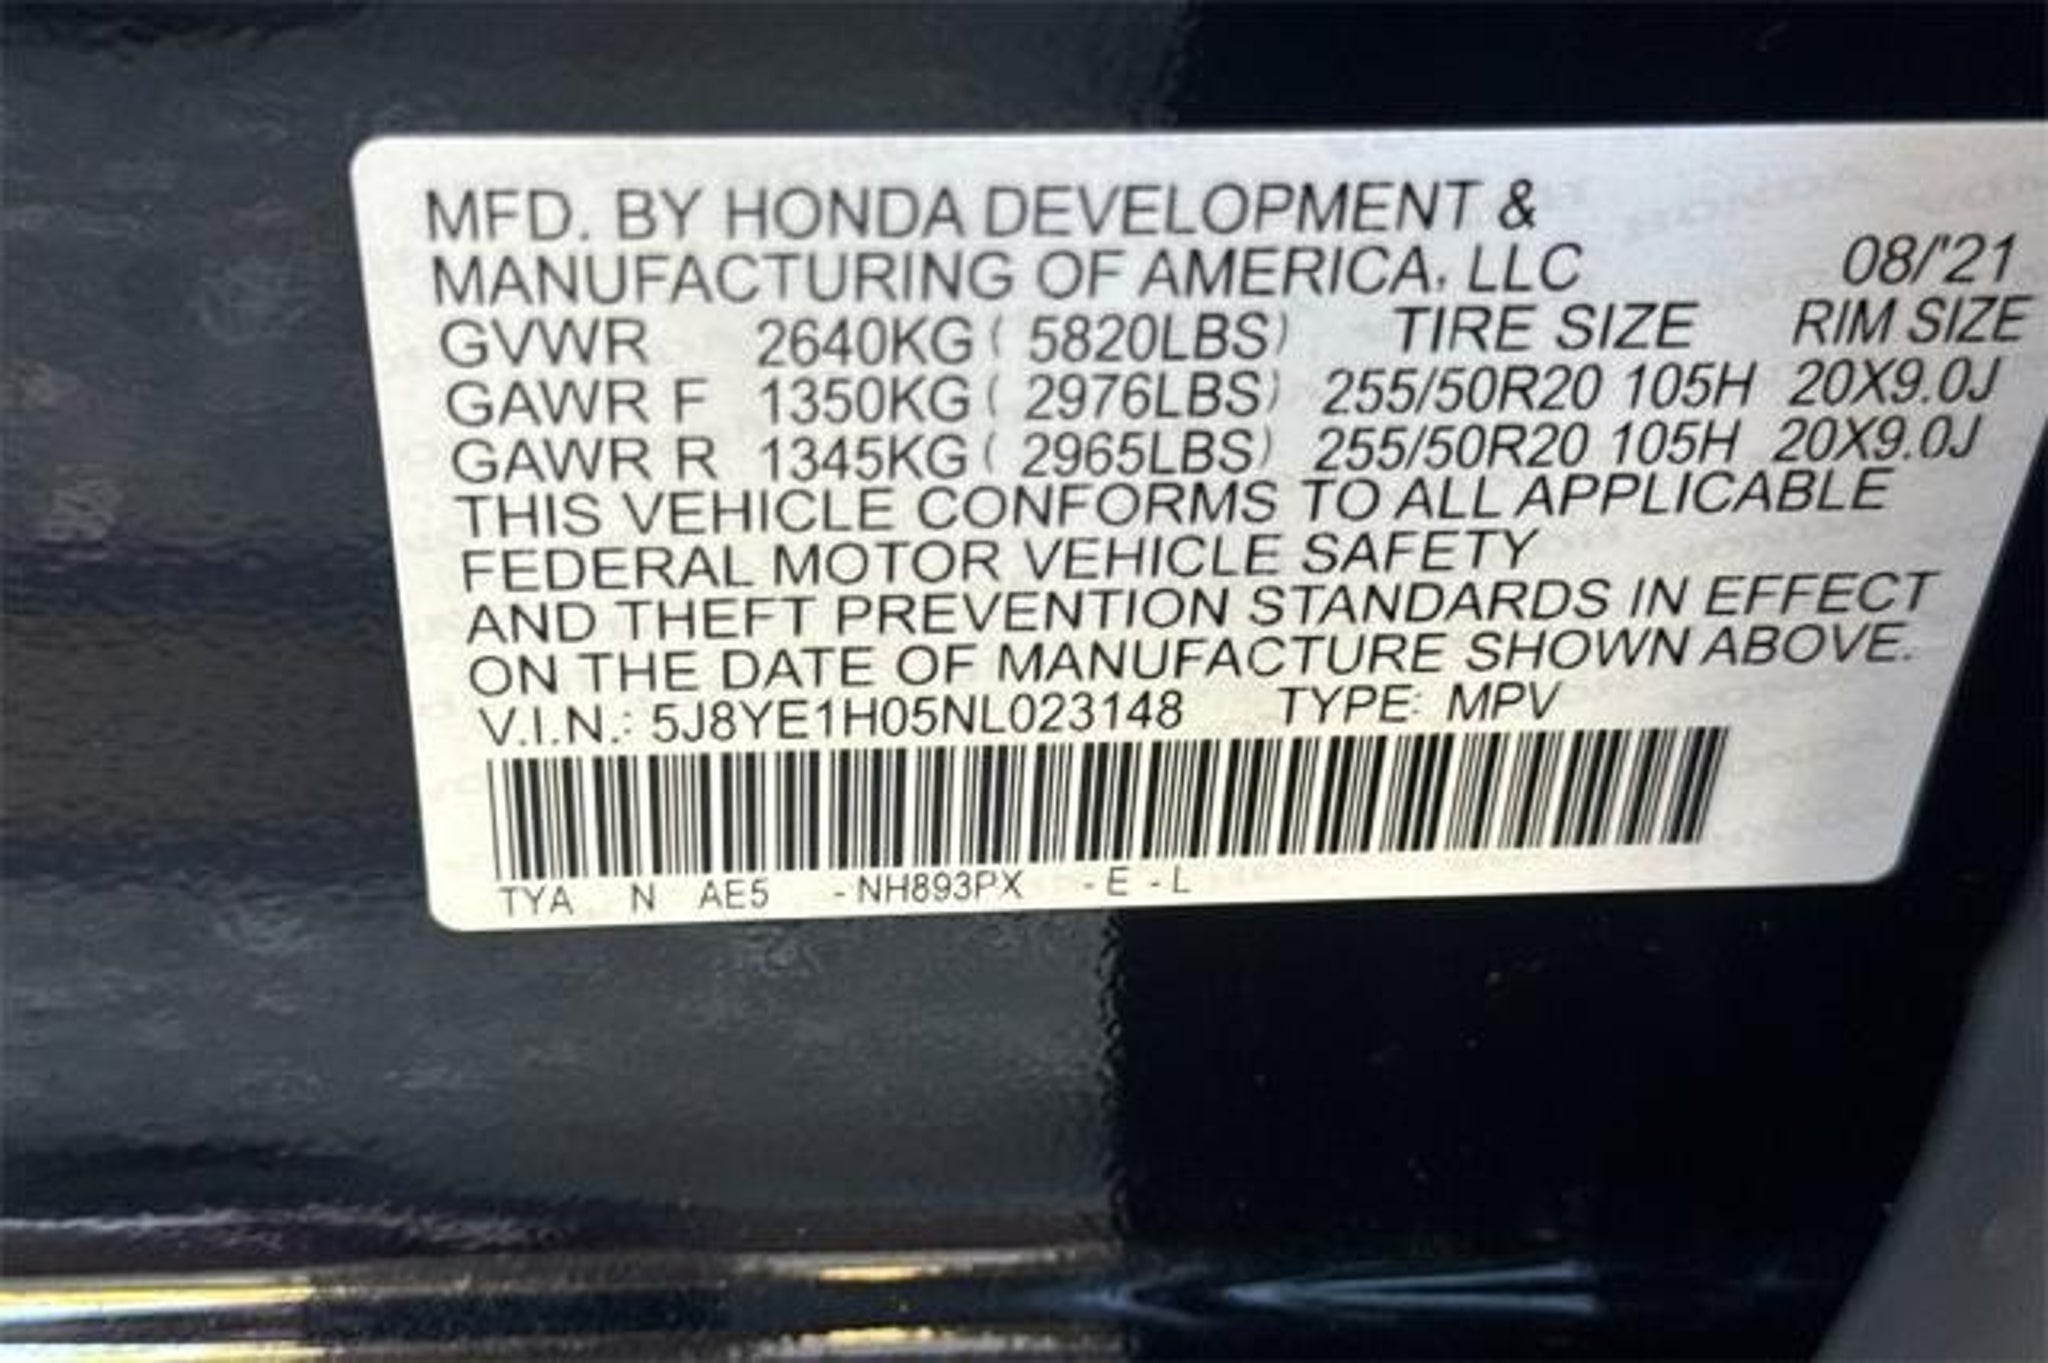 MFD. BY HONDA DEVELOPMENT &
MANUFACTURING OF AMERICA, LLC 08/'21
GVWR 2640KG ( 5820LBS) TIRE SIZE RIM SIZE
GAWR F 1350KG ( 2976LBS) 255/50R20 105H 20X9.0J
GAWR R 1345KG ( 2965LBS) 255/50R20 105H 20X9.0J
THIS VEHICLE CONFORMS TO ALL APPLICABLE
FEDERAL MOTOR VEHICLE SAFETY
AND THEFT PREVENTION STANDARDS IN EFFECT
ON THE DATE OF MANUFACTURE SHOWN ABOVE.
V.I.N.: 5J8YE1H05NL023148 TYPE: MPV
TYA N AE5 -NH893PX -E -L